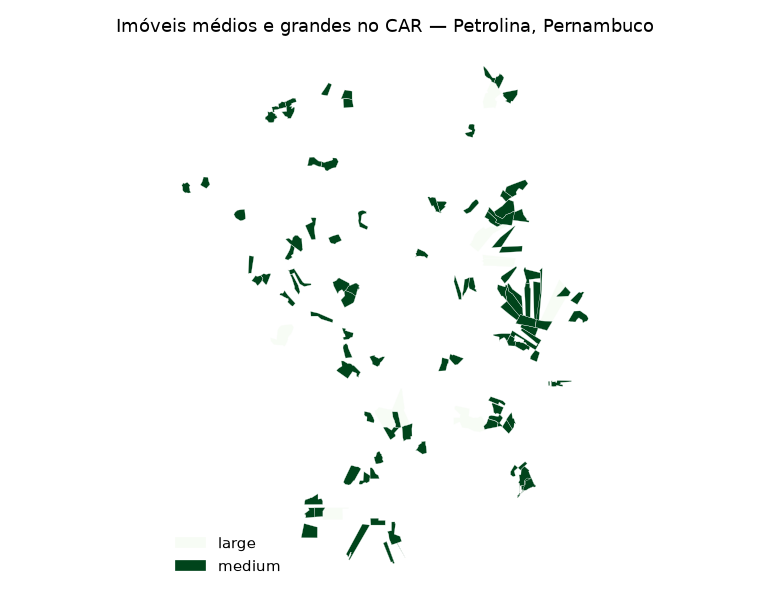 Imóveis médios e grandes no CAR — Petrolina, Pernambuco
large
medium